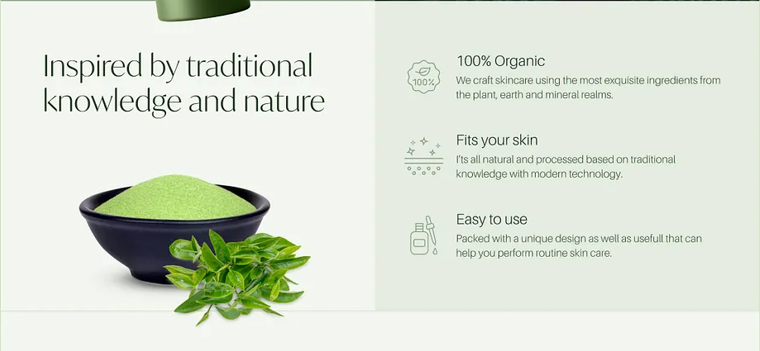 Inspired by traditional
knowledge and nature
100%
100% Organic
We craft skincare using the most exquisite ingredients from
the plant, earth and mineral realms.
Fits your skin
I'ts all natural and processed based on traditional
knowledge with modern technology.
Easy to use
Packed with a unique design as well as usefull that can
help you perform routine skin care.